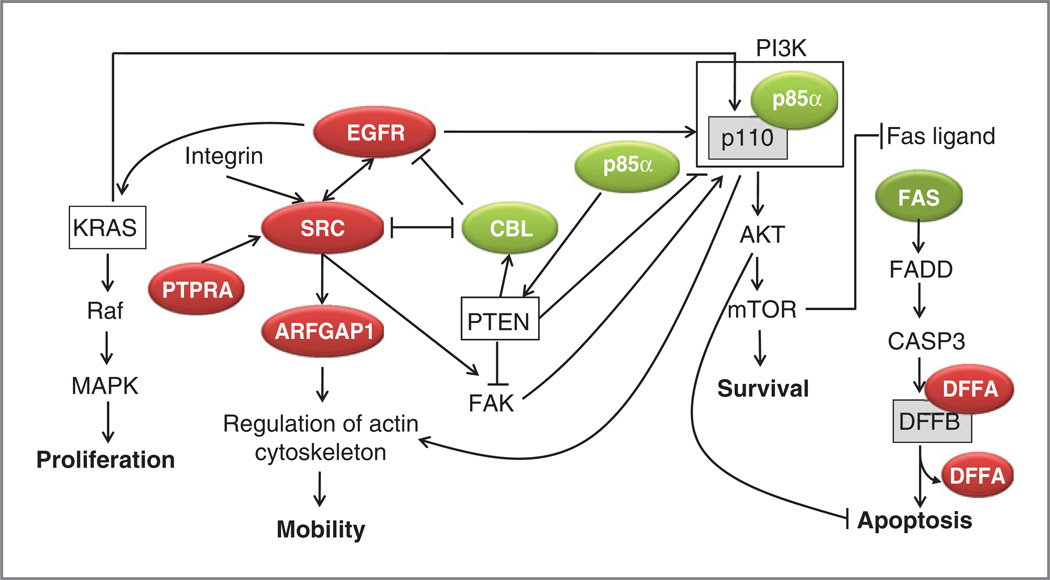 PI3K
p85α
EGFR
p110
Fas ligand
Integrin
p85α
FAS
KRAS
SRC
CBL
AKT
FADD
PTPRA
Raf
ARFGAP1
PTEN
mTOR
CASP3
MAPK
FAK
Survival
DFFA
DFFB
Regulation of actin
cytoskeleton
Proliferation
DFFA
Mobility
Apoptosis